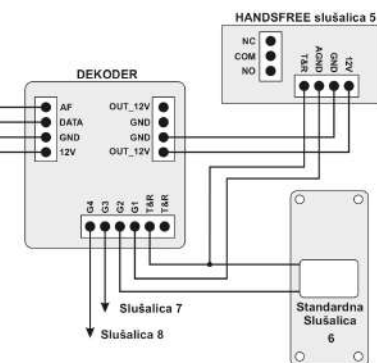 HANDSFREE slušalica 5
NC
COM
NO
T&R
AGND
GND
12V
DEKODER
AF
DATA
GND
12V
OUT_12V
GND
GND
OUT_12V
G4
G3
G2
G1
T&R
T&R
Slušalica 7
Slušalica 8
Standardna
Slušalica
6